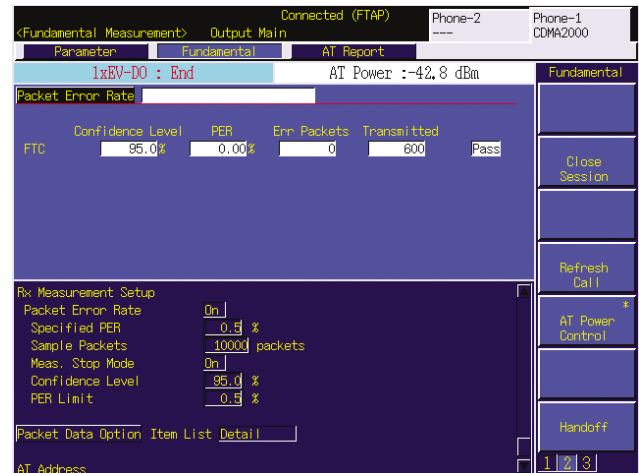 Connected (FTAP)
<Fundamental Measurement> Output Main
Phone-2
---
Phone-1
CDMA2000
Parameter Fundamental AT Report
1xEV-DO : End AT Power :-42.8 dBm
Fundamental
Packet Error Rate
Confidence Level PER Err Packets Transmitted
FTC 95.0% 0.00% 0 600 Pass
Close
Session
Refresh
Call
*
AT Power
Control
Handoff
1 2 3
Rx Measurement Setup
Packet Error Rate On
Specified PER 0.5 %
Sample Packets 10000 packets
Meas. Stop Mode On
Confidence Level 95.0 %
PER Limit 0.5 %
Packet Data Option Item List Detail
AT Address